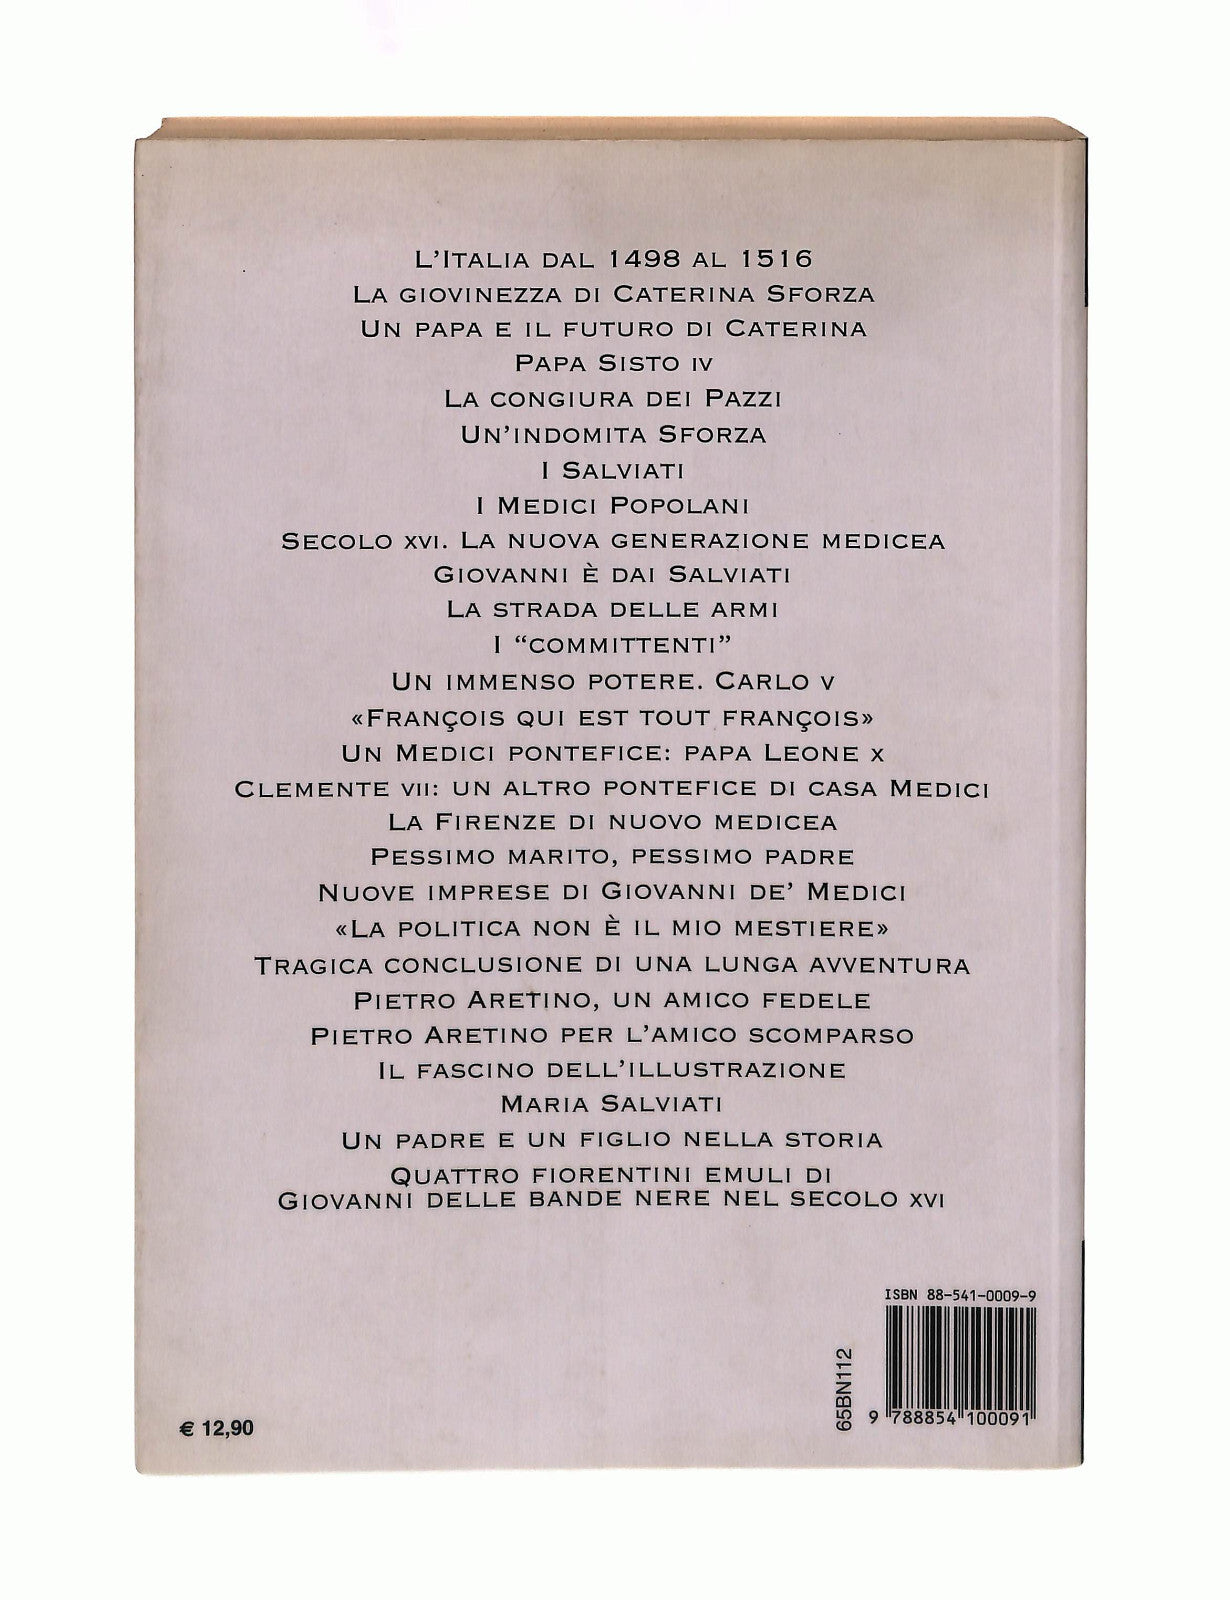 L'Italia dal 1498 al 1516
La giovinezza di Caterina Sforza
Un papa e il futuro di Caterina
Papa Sisto IV
La congiura dei Pazzi
Un'indomita Sforza
I Salviati
I Medici Popolani
Secolo XVI. La nuova generazione medicea
Giovanni è dai Salviati
La strada delle armi
I “committenti”
Un immenso potere. Carlo V
«François qui est tout françois»
Un Medici pontefice: papa Leone X
Clemente VII: un altro pontefice di casa Medici
La Firenze di nuovo medicea
Pessimo marito, pessimo padre
Nuove imprese di Giovanni de' Medici
«La politica non è il mio mestiere»
Tragica conclusione di una lunga avventura
Pietro Aretino, un amico fedele
Pietro Aretino per l'amico scomparso
Il fascino dell'illustrazione
Maria Salviati
Un padre e un figlio nella storia
Quattro fiorentini emuli di
Giovanni delle Bande Nere nel secolo XVI
ISBN 88-541-0009-9
65BN112
9 788854 100091
€ 12,90